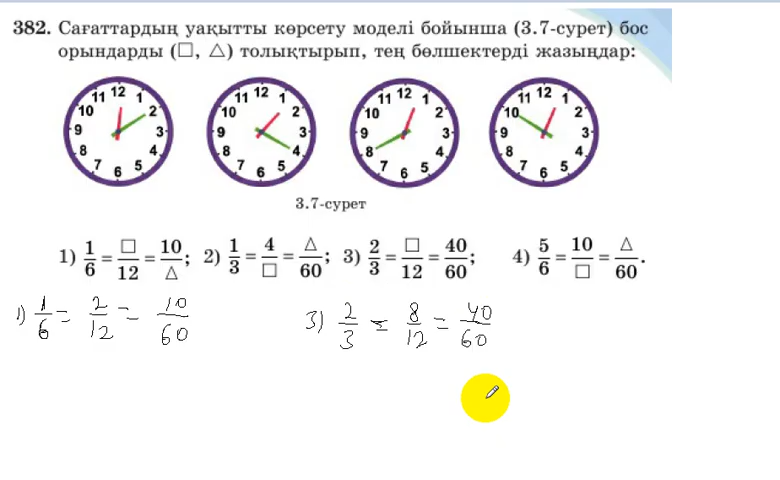 382. Сағаттардың уақытты көрсету моделі бойынша (3.7-сурет) бос
орындарды (□, △) толықтырып, тең бөлшектерді жазыңдар:
12 1 2 3 4 5 6 7 8 9 10 11
12 1 2 3 4 5 6 7 8 9 10 11
12 1 2 3 4 5 6 7 8 9 10 11
12 1 2 3 4 5 6 7 8 9 10 11
3.7-сурет
1) 1/6 = □/12 = 10/△; 2) 1/3 = 4/□ = △/60; 3) 2/3 = □/12 = 40/60; 4) 5/6 = 10/□ = △/60.
1) 1/6 = 2/12 = 10/60 3) 2/3 = 8/12 = 40/60